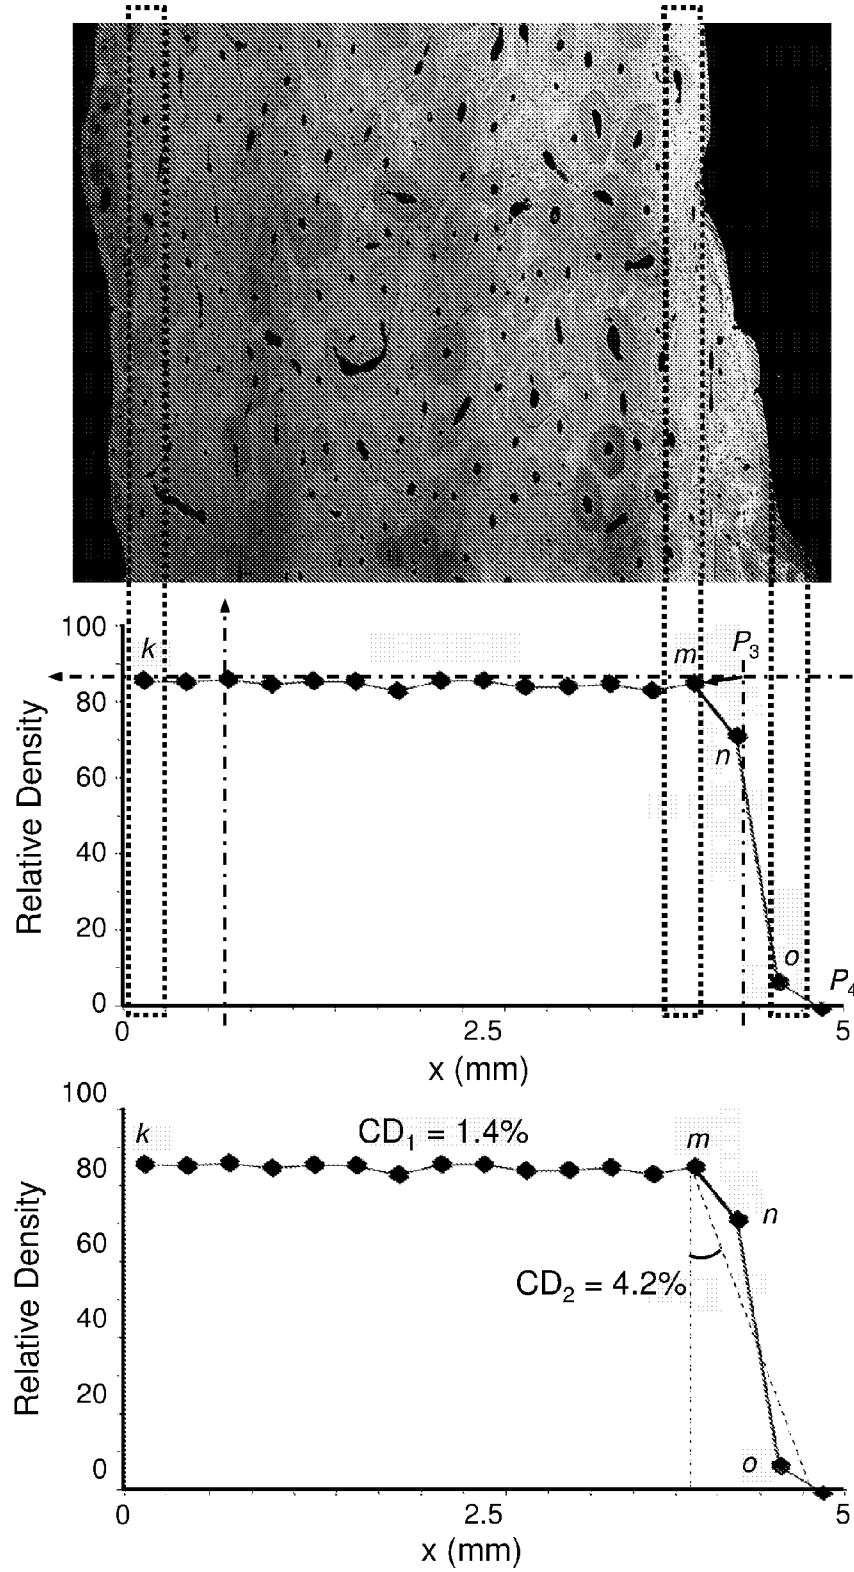 100
k
m
P3
80
n
60
Relative Density
40
20
o
P4
0
0
2.5
5
x (mm)
100
k
CD1 = 1.4%
m
80
n
60
CD2 = 4.2%
Relative Density
40
20
o
0
0
2.5
5
x (mm)